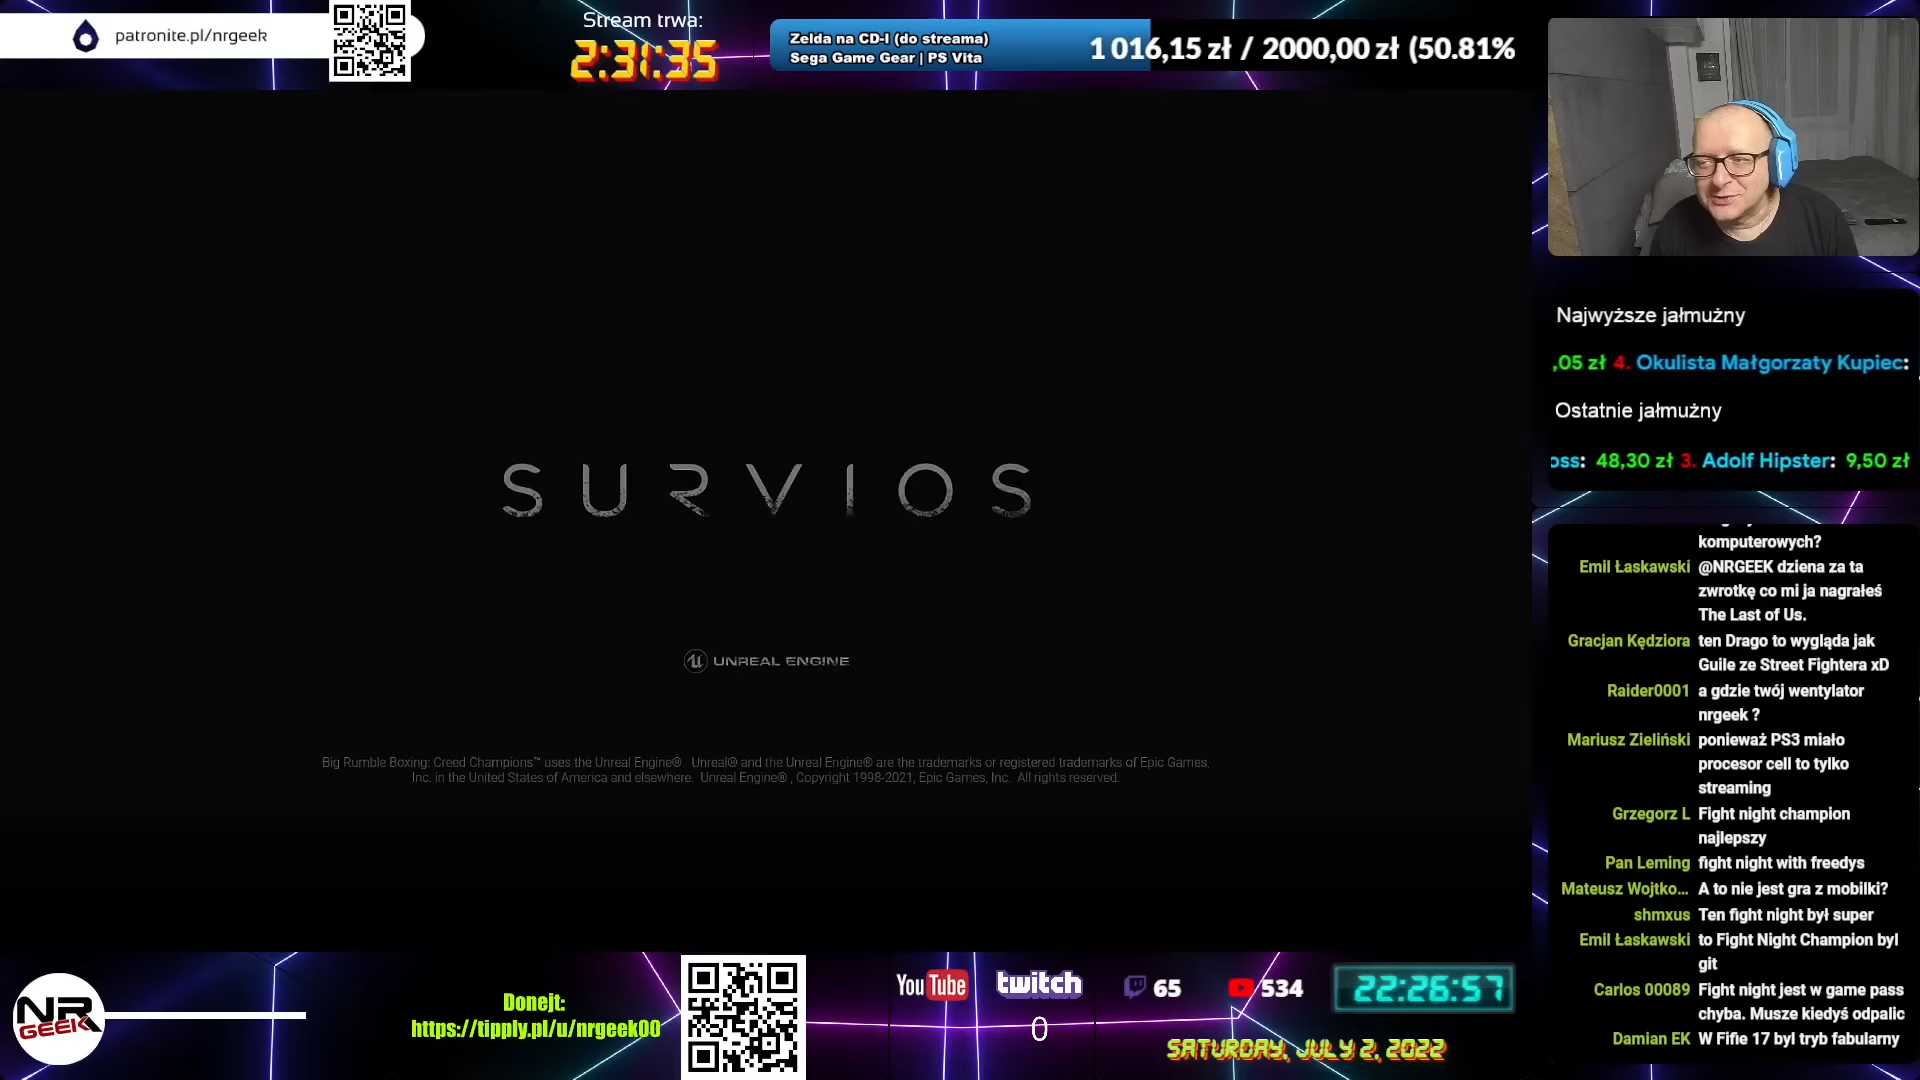 patronite.pl/nrgeek
Stream trwa:
2:31:35
Zelda na CD-I (do streama)
Sega Game Gear | PS Vita
1 016,15 zł / 2000,00 zł (50.81%
Najwyższe jałmużny
,05 zł 4. Okulista Małgorzaty Kupiec:
Ostatnie jałmużny
oss: 48,30 zł 3. Adolf Hipster: 9,50 zł
SURVIOS
UNREAL ENGINE
Big Rumble Boxing: Creed Champions™ uses the Unreal Engine®. Unreal® and the Unreal Engine® are the trademarks or registered trademarks of Epic Games,
Inc. in the United States of America and elsewhere. Unreal Engine® , Copyright 1998-2021, Epic Games, Inc. All rights reserved.
komputerowych?
Emil Łaskawski @NRGEEK dziena za ta
zwrotkę co mi ja nagrałeś
The Last of Us.
Gracjan Kędziora ten Drago to wygląda jak
Guile ze Street Fightera xD
Raider0001 a gdzie twój wentylator
nrgeek ?
Mariusz Zieliński ponieważ PS3 miało
procesor cell to tylko
streaming
Grzegorz L Fight night champion
najlepszy
Pan Leming fight night with freedys
Mateusz Wojtko... A to nie jest gra z mobilki?
shmxus Ten fight night był super
Emil Łaskawski to Fight Night Champion byl
git
Carlos 00089 Fight night jest w game pass
chyba. Musze kiedyś odpalic
Damian EK W Fifie 17 byl tryb fabularny
NR
GEEK
Donejt:
https://tipply.pl/u/nrgeek00
YouTube
twitch
65
534
0
22:26:57
SATURDAY, JULY 2, 2022